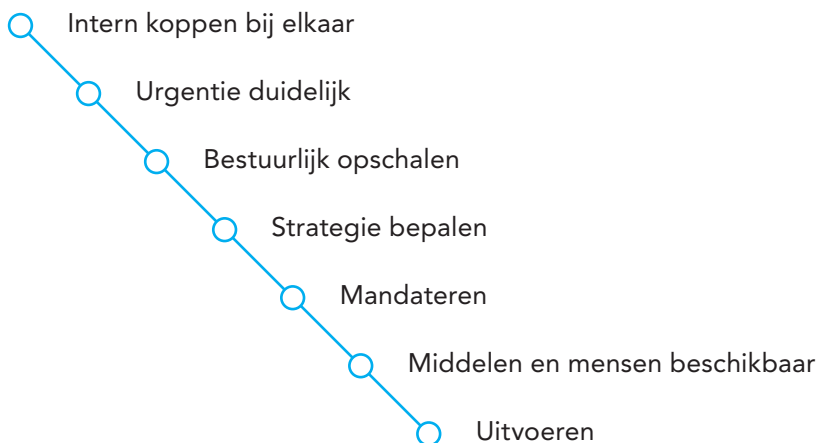 Intern koppen bij elkaar
Urgentie duidelijk
Bestuurlijk opschalen
Strategie bepalen
Mandateren
Middelen en mensen beschikbaar
Uitvoeren